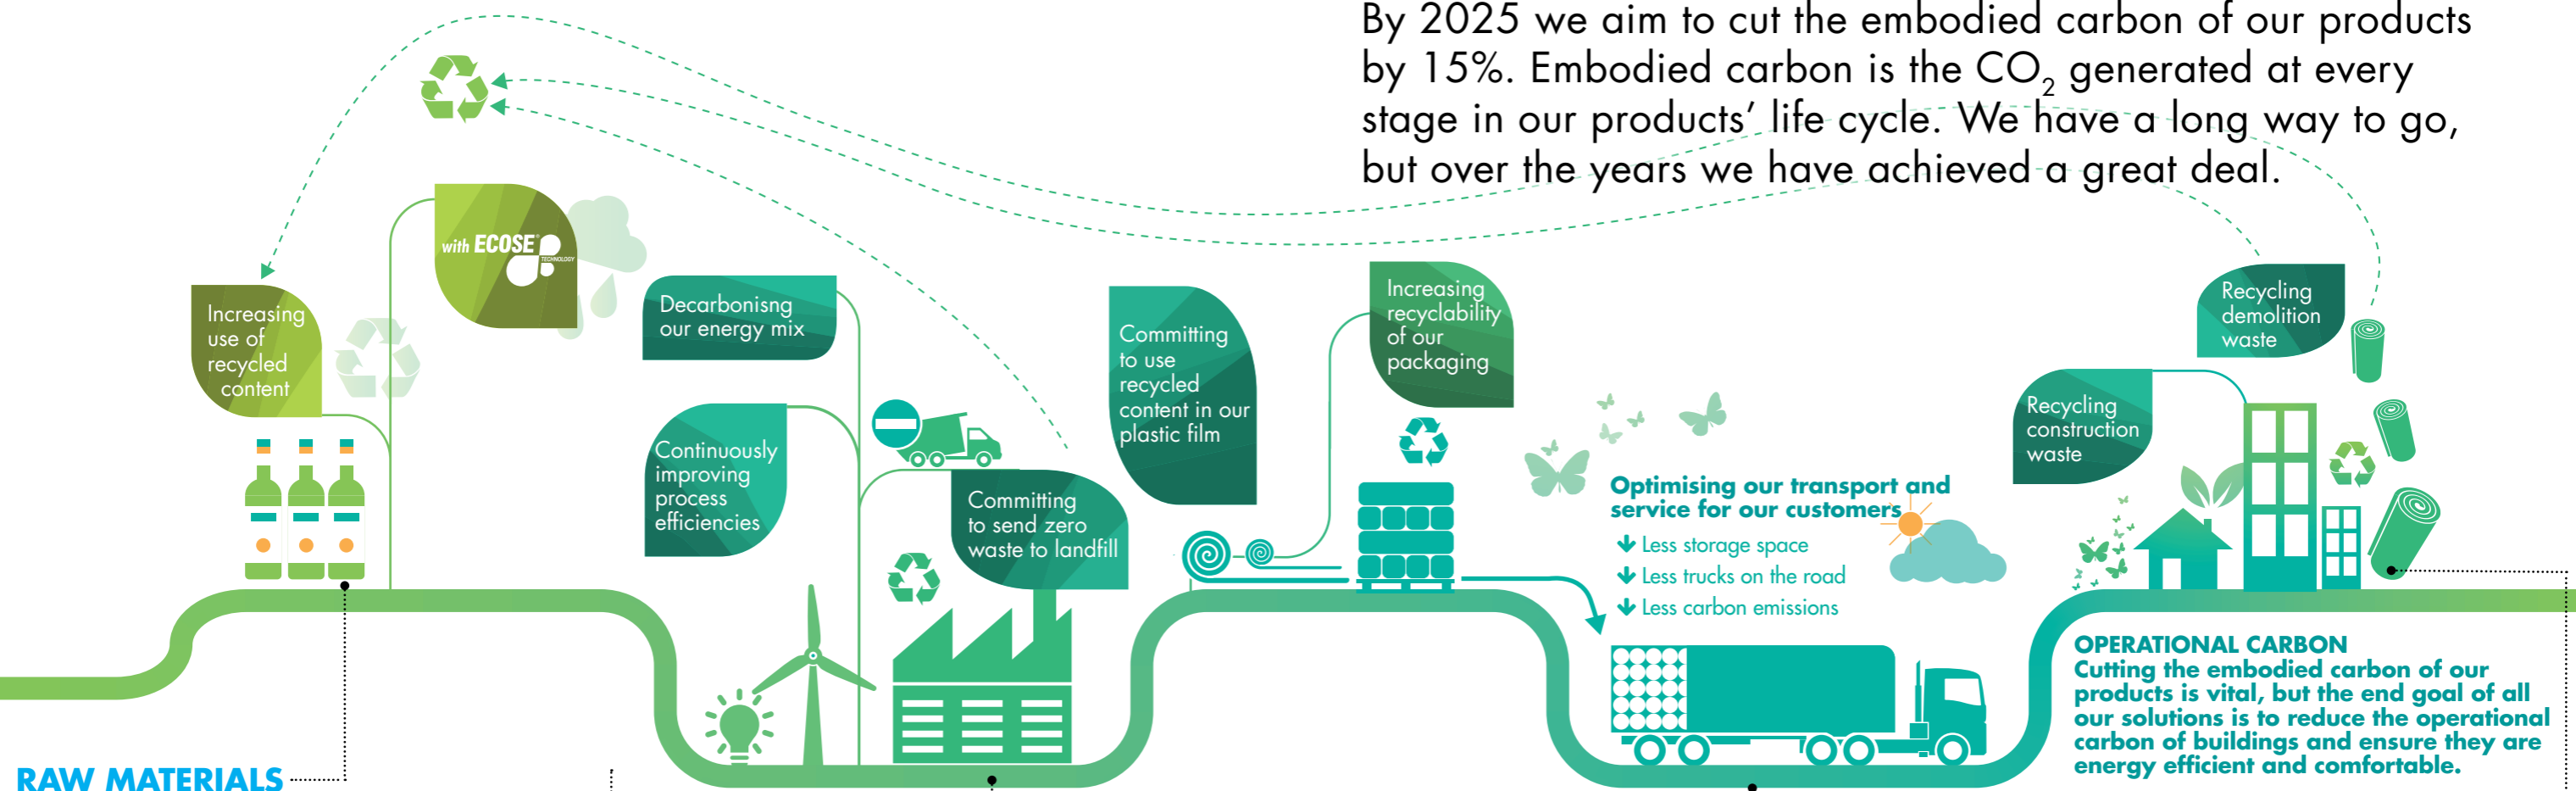 By 2025 we aim to cut the embodied carbon of our products
by 15%. Embodied carbon is the CO₂ generated at every
stage in our products’ life cycle. We have a long way to go,
but over the years we have achieved a great deal.
with ECOSE®
TECHNOLOGY
Increasing
use of
recycled
content
Decarbonisng
our energy mix
Continuously
improving
process
efficiencies
Committing
to send zero
waste to landfill
Committing
to use
recycled
content in our
plastic film
Increasing
recyclability
of our
packaging
Optimising our transport and
service for our customers
Less storage space
Less trucks on the road
Less carbon emissions
Recycling
demolition
waste
Recycling
construction
waste
OPERATIONAL CARBON
Cutting the embodied carbon of our
products is vital, but the end goal of all
our solutions is to reduce the operational
carbon of buildings and ensure they are
energy efficient and comfortable.
RAW MATERIALS